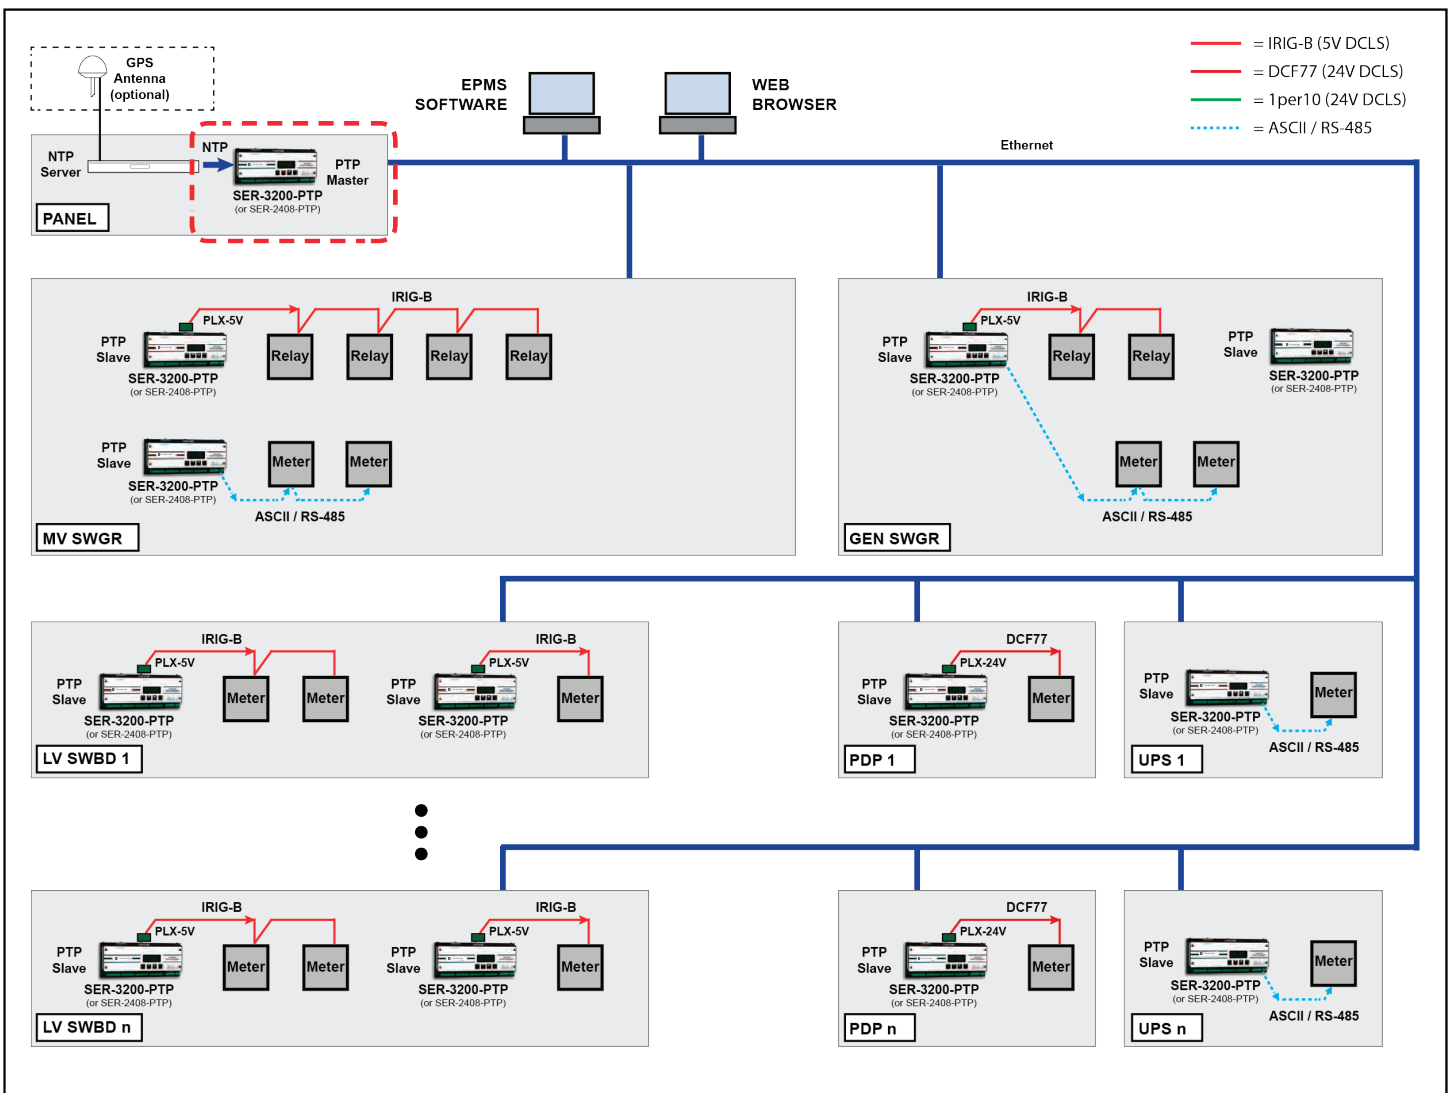 GPS
Antenna
(optional)
EPMS
SOFTWARE
WEB
BROWSER
= IRIG-B (5V DCLS)
= DCF77 (24V DCLS)
= 1per10 (24V DCLS)
= ASCII / RS-485
NTP
Server
NTP
PTP
Master
SER-3200-PTP
(or SER-2408-PTP)
PANEL
Ethernet
IRIG-B
PLX-5V
PTP
Slave
SER-3200-PTP
(or SER-2408-PTP)
Relay
Relay
Relay
Relay
PTP
Slave
SER-3200-PTP
(or SER-2408-PTP)
Meter
Meter
ASCII / RS-485
MV SWGR
IRIG-B
PLX-5V
PTP
Slave
SER-3200-PTP
(or SER-2408-PTP)
Relay
Relay
PTP
Slave
SER-3200-PTP
(or SER-2408-PTP)
Meter
Meter
ASCII / RS-485
GEN SWGR
IRIG-B
PLX-5V
PTP
Slave
SER-3200-PTP
(or SER-2408-PTP)
Meter
Meter
IRIG-B
PLX-5V
PTP
Slave
SER-3200-PTP
(or SER-2408-PTP)
Meter
LV SWBD 1
DCF77
PLX-24V
PTP
Slave
SER-3200-PTP
(or SER-2408-PTP)
Meter
PDP 1
PTP
Slave
SER-3200-PTP
(or SER-2408-PTP)
Meter
ASCII / RS-485
UPS 1
IRIG-B
PLX-5V
PTP
Slave
SER-3200-PTP
(or SER-2408-PTP)
Meter
Meter
IRIG-B
PLX-5V
PTP
Slave
SER-3200-PTP
(or SER-2408-PTP)
Meter
LV SWBD n
DCF77
PLX-24V
PTP
Slave
SER-3200-PTP
(or SER-2408-PTP)
Meter
PDP n
PTP
Slave
SER-3200-PTP
(or SER-2408-PTP)
Meter
ASCII / RS-485
UPS n